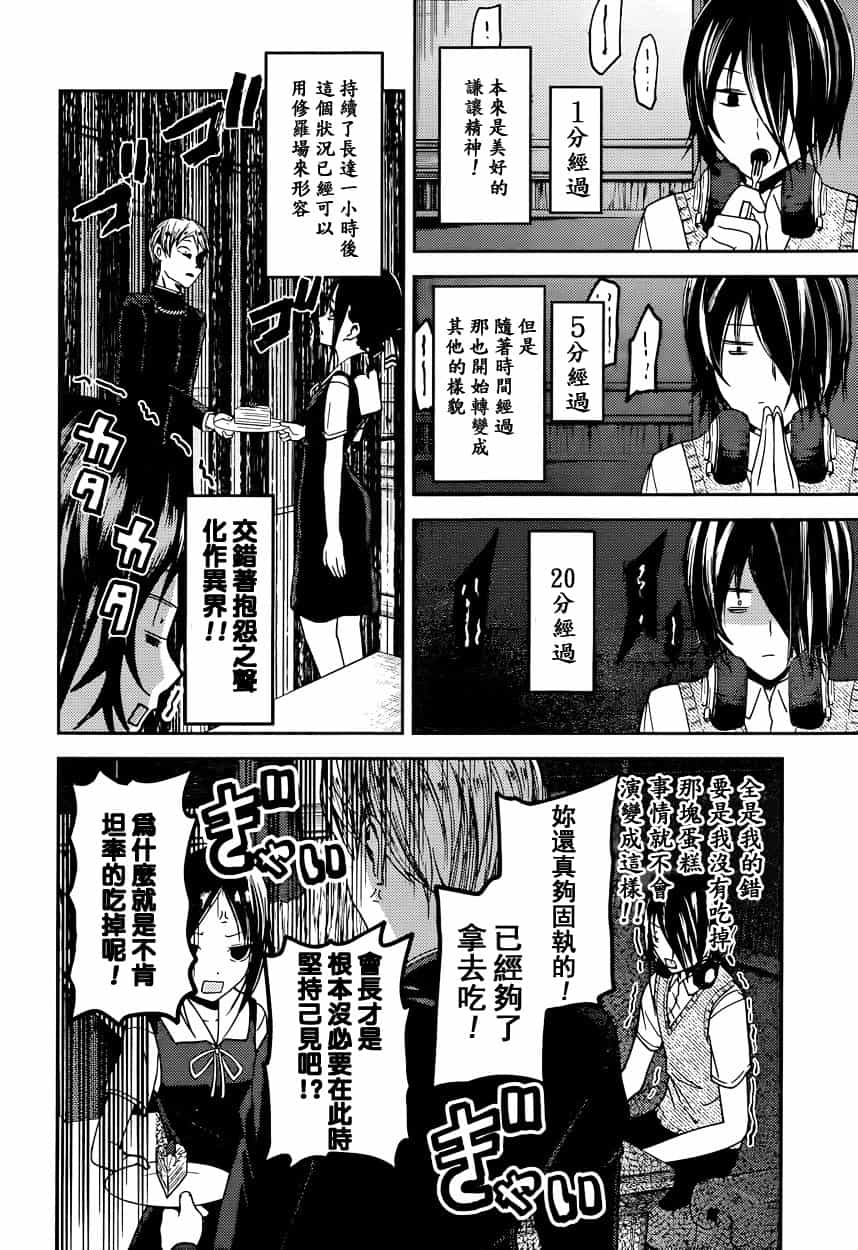 本來是美好的
謙讓精神！
1分經過
但是
隨著時間經過
那也開始轉變成
其他的樣貌
5分經過
20分經過
持續了長達一小時後
這個狀況已經可以
用修羅場來形容
ゴゴゴ
カタカタ
交錯著抱怨之聲
化作異界!!
全是我的錯
要是我沒有吃掉
那塊蛋糕
事情就不會
演變成這樣!!
妳還真夠固執的！
已經夠了
拿去吃！
ぎゃいい
會長才是
根本沒必要在此時
堅持己見吧!?
為什麼就是不肯
坦率的吃掉呢！
ぎゃいい